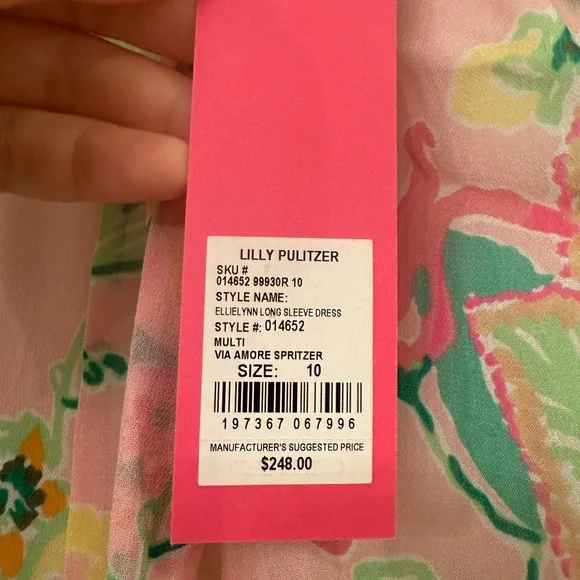 LILLY PULITZER
SKU #
014652 99930R 10
STYLE NAME:
ELLIELYNN LONG SLEEVE DRESS
STYLE #: 014652
MULTI
VIA AMORE SPRITZER
SIZE: 10
197367 067996
MANUFACTURER'S SUGGESTED PRICE
$248.00